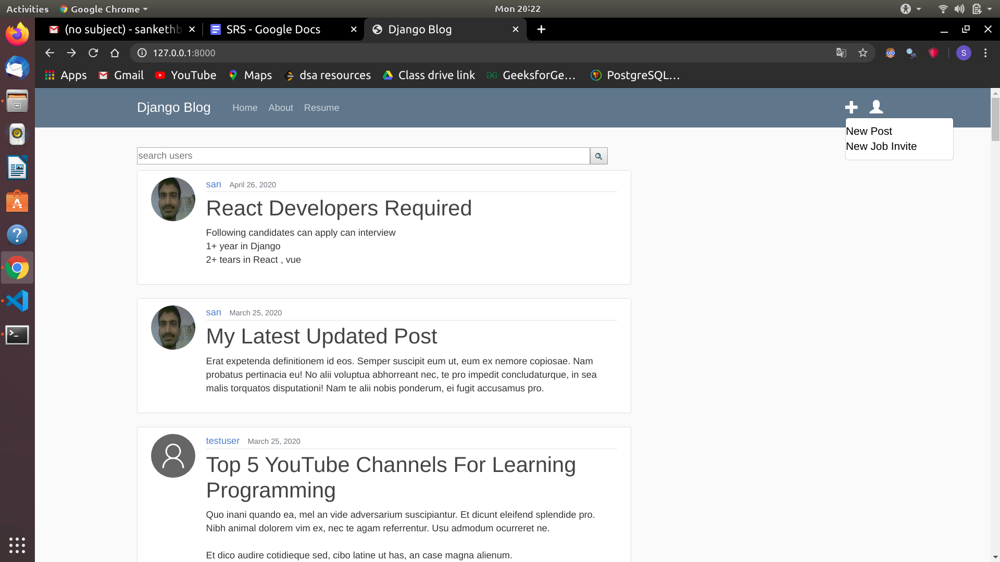 Activities
Google Chrome
Mon 20:22
(no subject) - sankethb
SRS - Google Docs
Django Blog
127.0.0.1:8000
S
Apps
Gmail
YouTube
Maps
dsa resources
Class drive link
GeeksforGe…
PostgreSQL…
Django Blog
Home
About
Resume
New Post
New Job Invite
search users
san April 26, 2020
React Developers Required
Following candidates can apply can interview
1+ year in Django
2+ tears in React , vue
san March 25, 2020
My Latest Updated Post
Erat expetenda definitionem id eos. Semper suscipit eum ut, eum ex nemore copiosae. Nam
probatus pertinacia eu! No alii voluptua abhorreant nec, te pro impedit concludaturque, in sea
malis torquatos disputationi! Nam te alii nobis ponderum, ei fugit accusamus pro.
testuser March 25, 2020
Top 5 YouTube Channels For Learning
Programming
Quo inani quando ea, mel an vide adversarium suscipiantur. Et dicunt eleifend splendide pro.
Nibh animal dolorem vim ex, nec te agam referrentur. Usu admodum ocurreret ne.
Et dico audire cotidieque sed, cibo latine ut has, an case magna alienum.